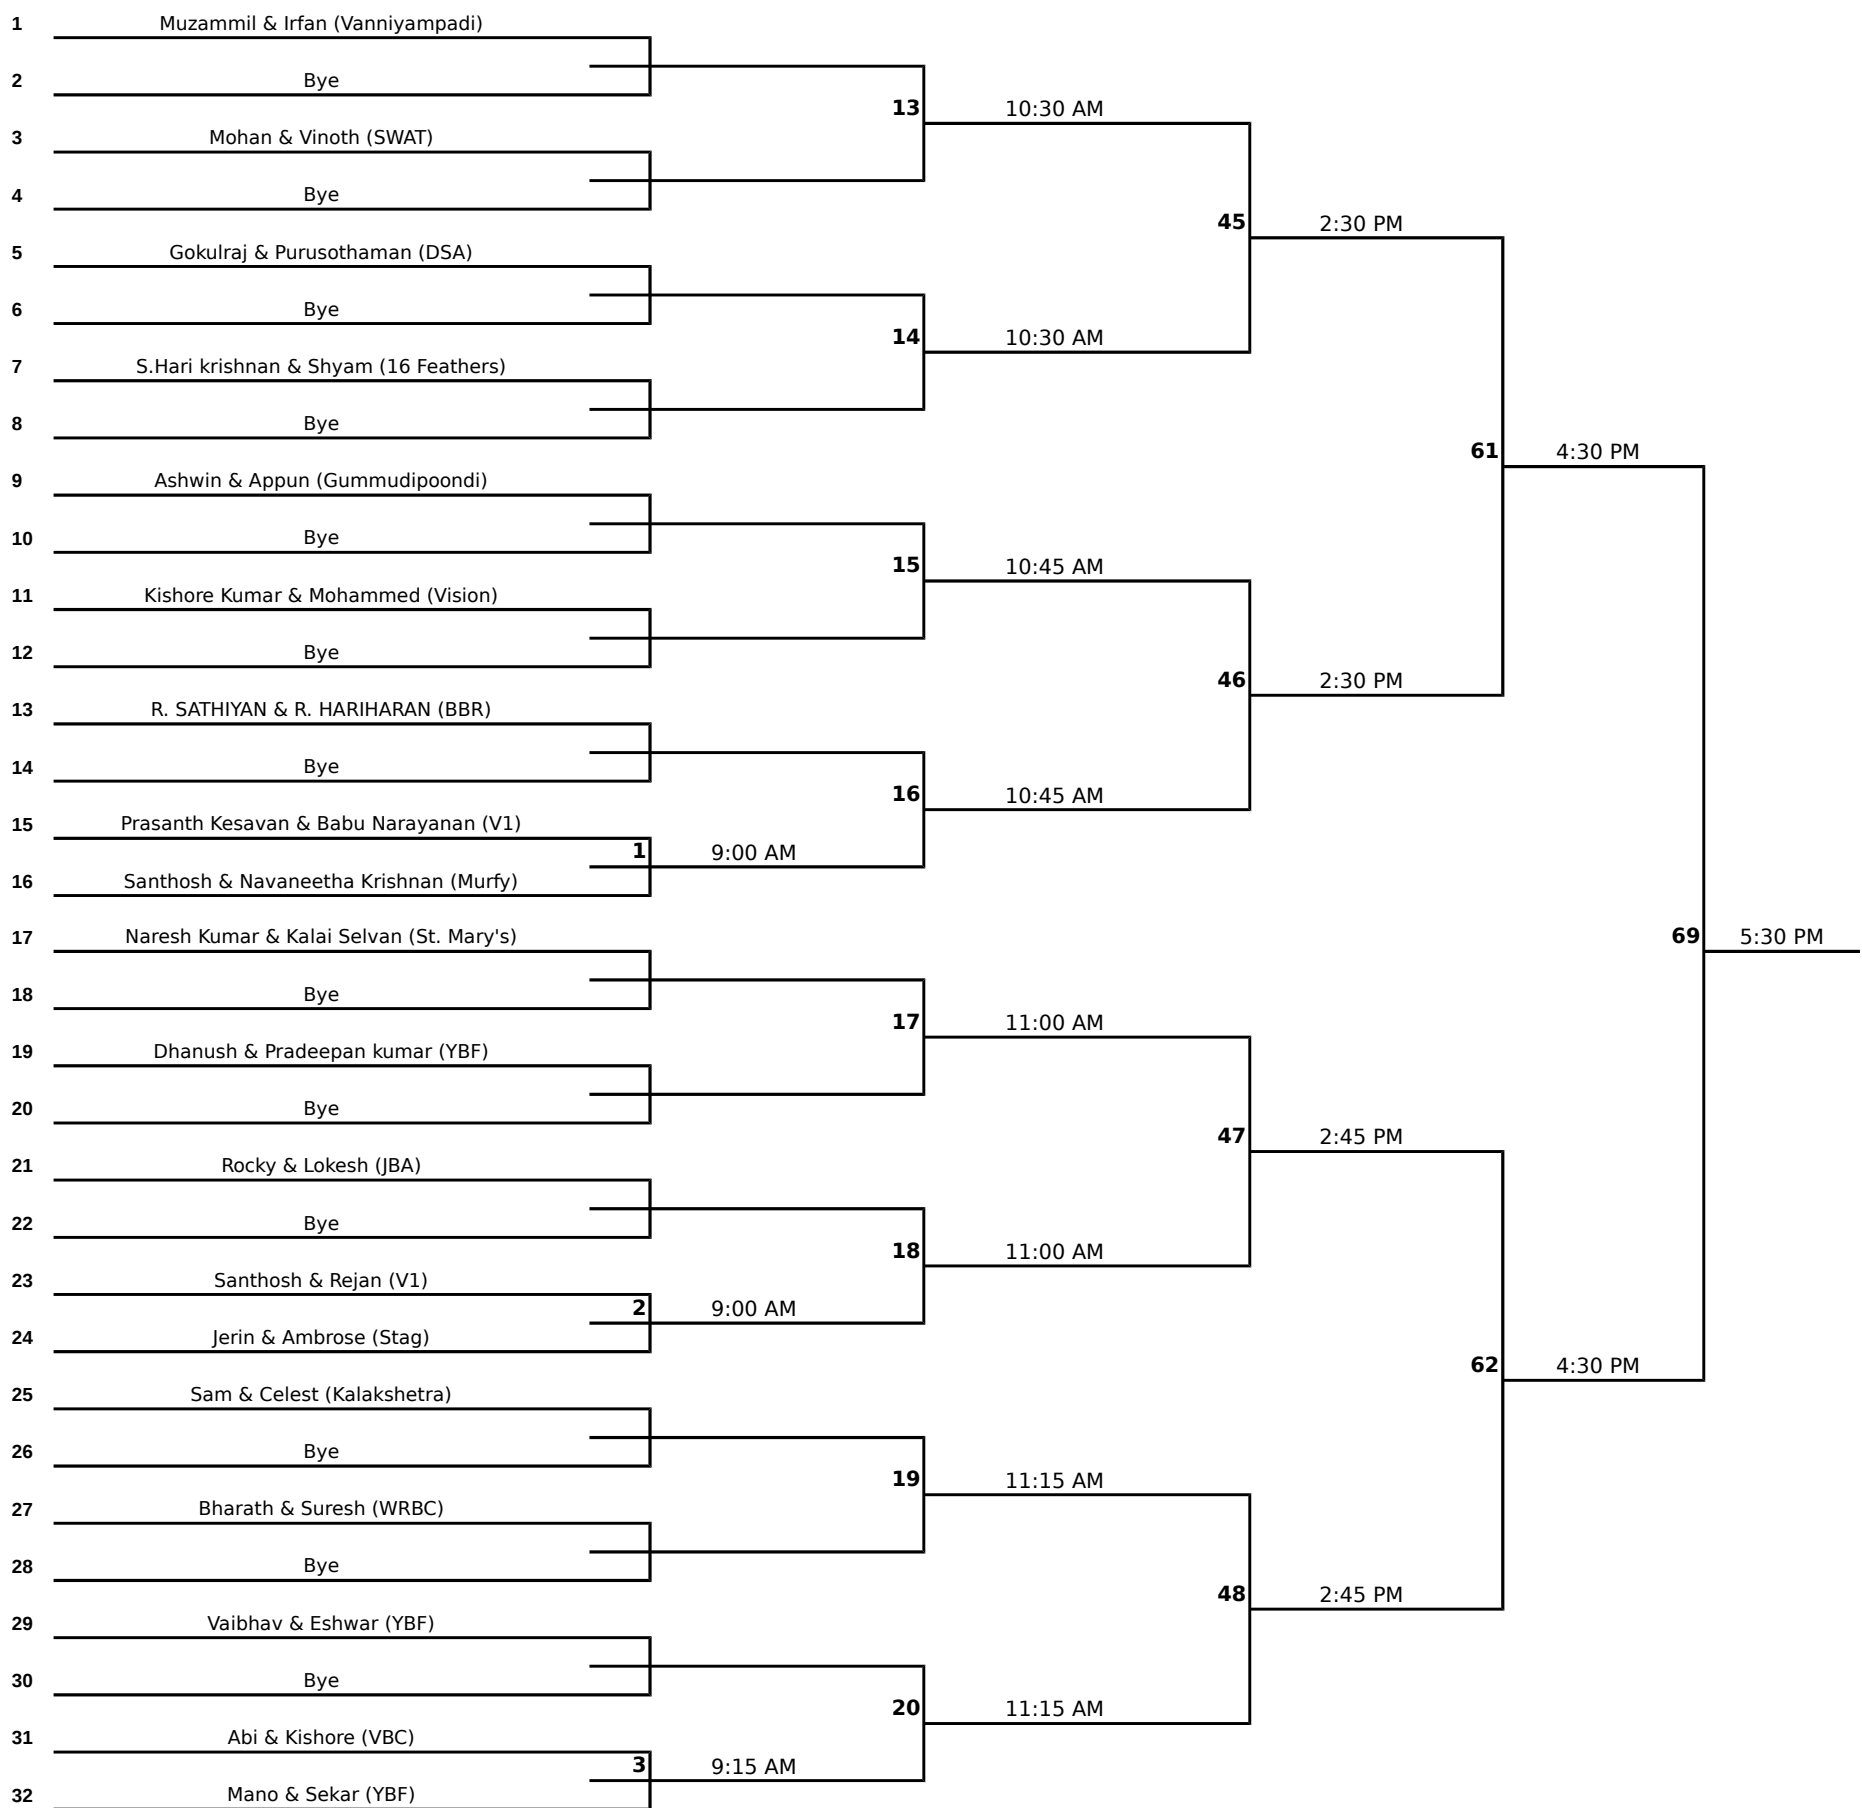 1 Muzammil & Irfan (Vanniyampadi)
2 Bye
13 10:30 AM
3 Mohan & Vinoth (SWAT)
4 Bye
45 2:30 PM
5 Gokulraj & Purusothaman (DSA)
6 Bye
14 10:30 AM
7 S.Hari krishnan & Shyam (16 Feathers)
8 Bye
61 4:30 PM
9 Ashwin & Appun (Gummudipoondi)
10 Bye
15 10:45 AM
11 Kishore Kumar & Mohammed (Vision)
12 Bye
46 2:30 PM
13 R. SATHIYAN & R. HARIHARAN (BBR)
14 Bye
16 10:45 AM
15 Prasanth Kesavan & Babu Narayanan (V1)
1 9:00 AM
16 Santhosh & Navaneetha Krishnan (Murfy)
17 Naresh Kumar & Kalai Selvan (St. Mary's)
69 5:30 PM
18 Bye
17 11:00 AM
19 Dhanush & Pradeepan kumar (YBF)
20 Bye
47 2:45 PM
21 Rocky & Lokesh (JBA)
22 Bye
18 11:00 AM
23 Santhosh & Rejan (V1)
2 9:00 AM
24 Jerin & Ambrose (Stag)
62 4:30 PM
25 Sam & Celest (Kalakshetra)
26 Bye
19 11:15 AM
27 Bharath & Suresh (WRBC)
28 Bye
48 2:45 PM
29 Vaibhav & Eshwar (YBF)
30 Bye
20 11:15 AM
31 Abi & Kishore (VBC)
3 9:15 AM
32 Mano & Sekar (YBF)